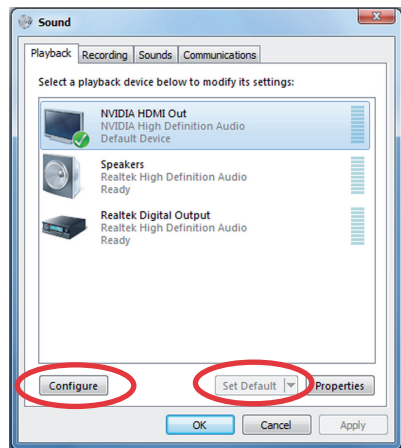 Sound
Playback Recording Sounds Communications
Select a playback device below to modify its settings:
NVIDIA HDMI Out
NVIDIA High Definition Audio
Default Device
Speakers
Realtek High Definition Audio
Ready
Realtek Digital Output
Realtek High Definition Audio
Ready
Configure Set Default Properties
OK Cancel Apply